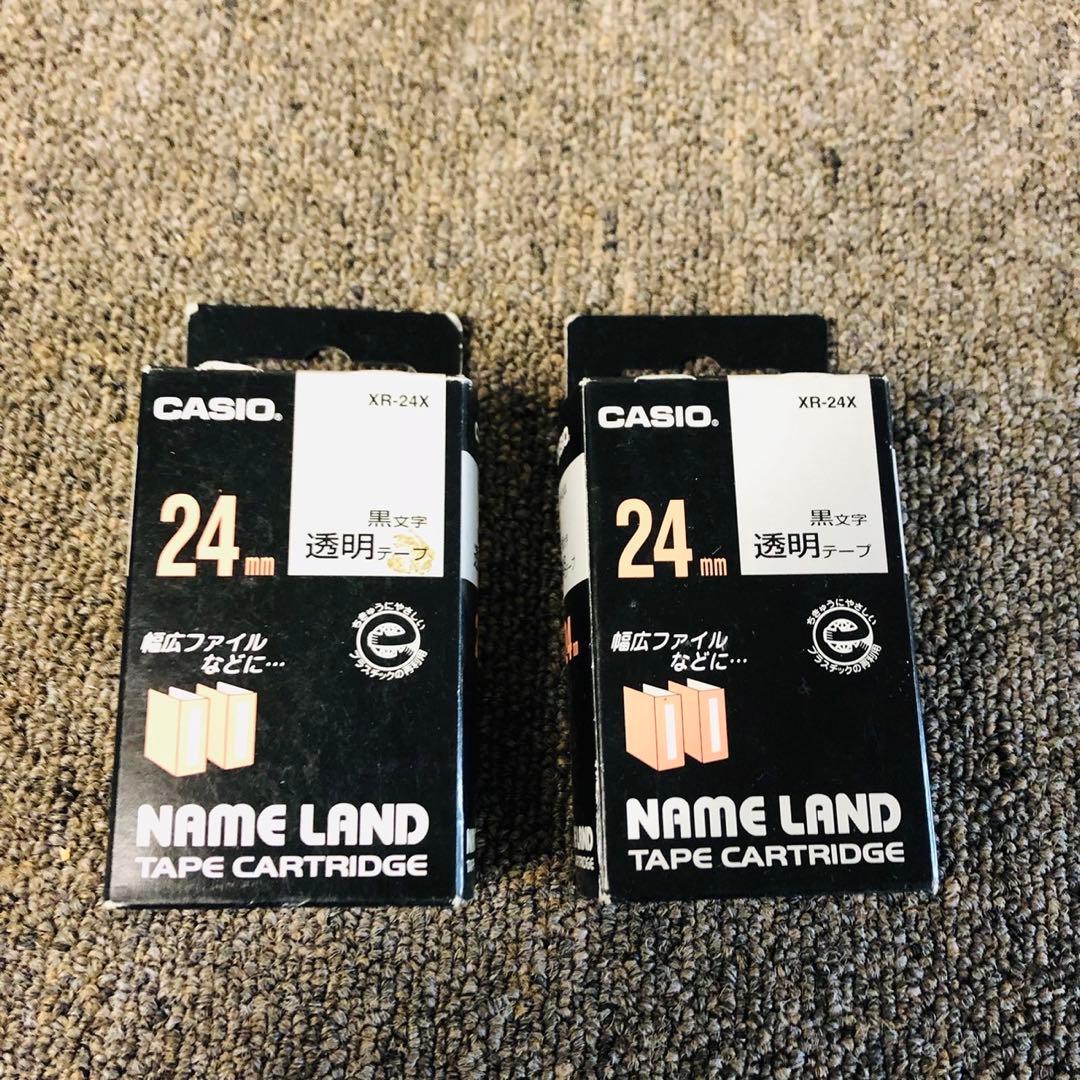 CASIO®
XR-24X
24mm
黒文字
透明テープ
幅広ファイル
などに…
ちきゅうにやさしい
e
プラスチックの再利用
NAME LAND
TAPE CARTRIDGE
CASIO®
XR-24X
24mm
黒文字
透明テープ
幅広ファイル
などに…
ちきゅうにやさしい
e
プラスチックの再利用
NAME LAND
TAPE CARTRIDGE